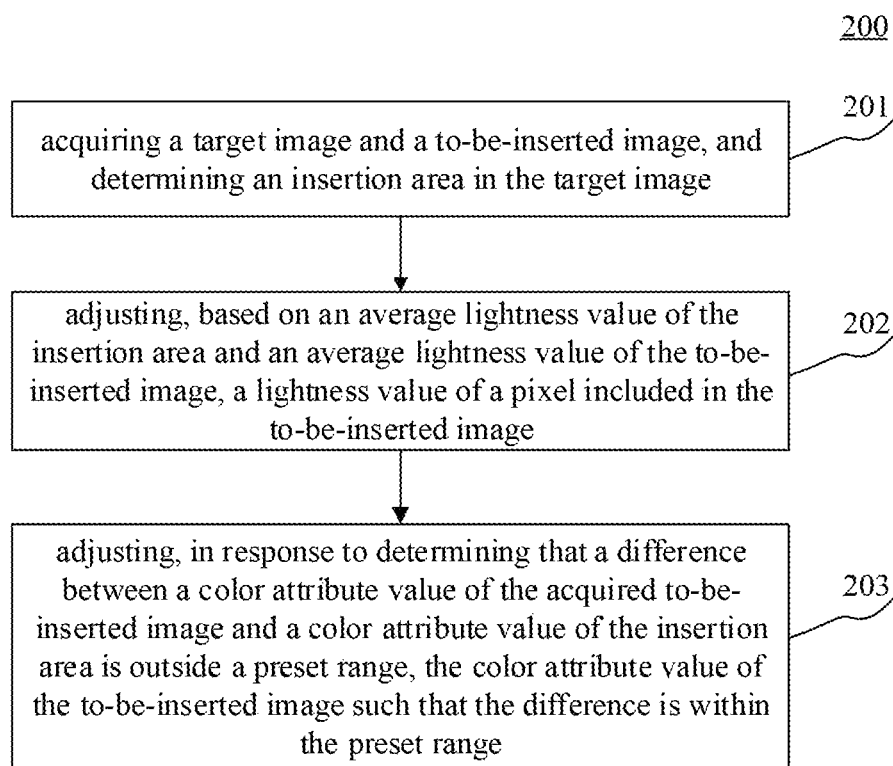 200
201
acquiring a target image and a to-be-inserted image, and
determining an insertion area in the target image
202
adjusting, based on an average lightness value of the
insertion area and an average lightness value of the to-be-
inserted image, a lightness value of a pixel included in the
to-be-inserted image
203
adjusting, in response to determining that a difference
between a color attribute value of the acquired to-be-
inserted image and a color attribute value of the insertion
area is outside a preset range, the color attribute value of
the to-be-inserted image such that the difference is within
the preset range